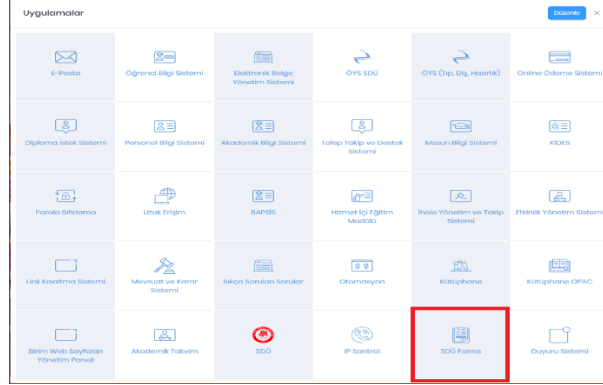 Uygulamalar
Düzenle ×
E-Posta
Öğrenci Bilgi Sistemi
Elektronik Belge
Yönetim Sistemi
ÖYS SDÜ
ÖYS (Tıp, Diş, Hazırlık)
Online Ödeme Sistemi
Diploma İstek Sistemi
Personel Bilgi Sistemi
Akademik Bilgi Sistemi
Talep Takip ve Destek
Sistemi
Mezun Bilgi Sistemi
KİDES
Parola Sıfırlama
Uzak Erişim
BAPSİS
Hizmet İçi Eğitim
Modülü
İhale Yönetim ve Takip
Sistemi
Etkinlik Yönetim Sistemi
Link Kısaltma Sistemi
Mevzuat ve Karar
Sistemi
Sıkça Sorulan Sorular
Otomasyon
Kütüphane
Kütüphane OPAC
Birim Web Sayfaları
Yönetim Paneli
Akademik Takvim
SDÜ
IP Santral
SDÜ Forms
Duyuru Sistemi